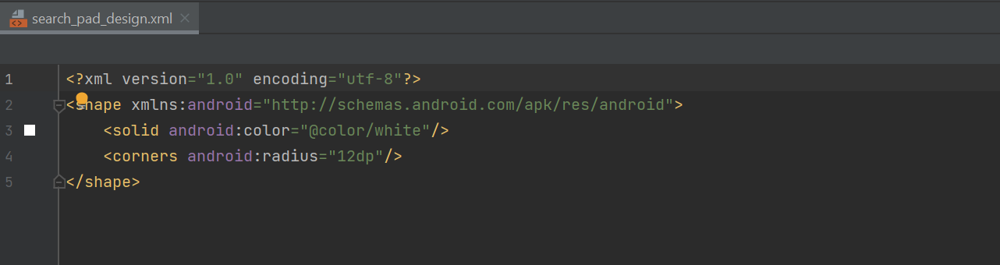 search_pad_design.xml
1 <?xml version="1.0" encoding="utf-8"?>
2 <shape xmlns:android="http://schemas.android.com/apk/res/android">
3 <solid android:color="@color/white"/>
4 <corners android:radius="12dp"/>
5 </shape>